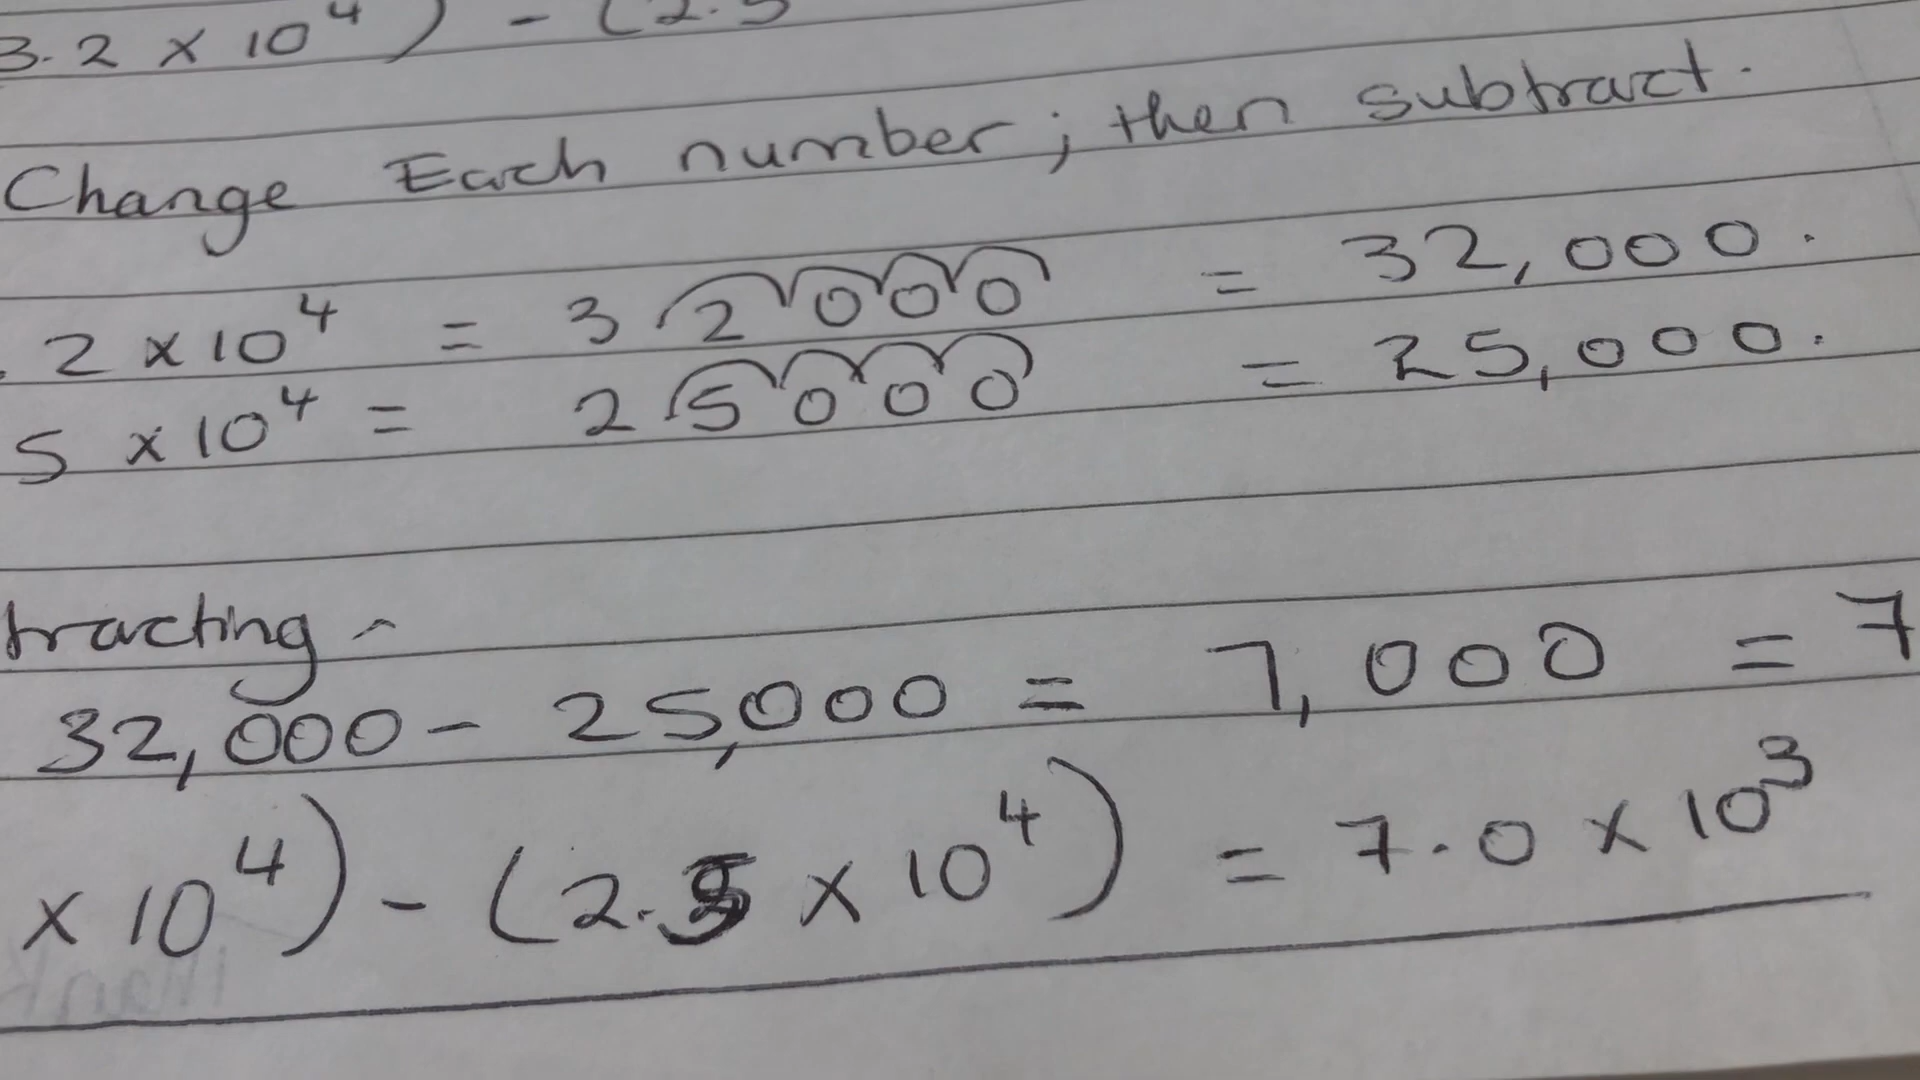 3.2 × 10⁴) - (2.5
Change Each number; then subtract.
. 2 × 10⁴ = 3 2 0 0 0 = 32,000.
5 × 10⁴ = 2 5 0 0 0 = 25,000.
tracting -
32,000 - 25,000 = 7,000 = 7
× 10⁴) - (2.5 × 10⁴) = 7.0 × 10³